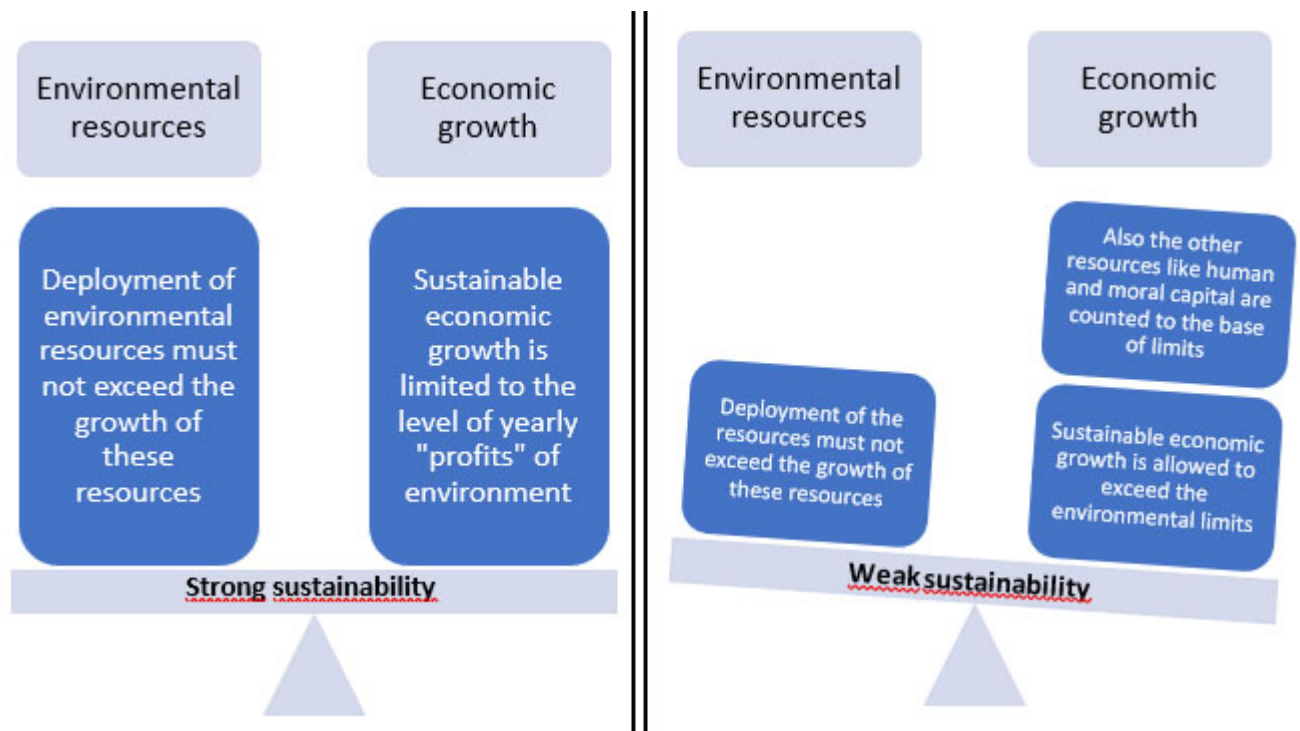 Environmental
resources
Economic
growth
Deployment of
environmental
resources must
not exceed the
growth of
these
resources
Sustainable
economic
growth is
limited to the
level of yearly
"profits" of
environment
Strong sustainability
Environmental
resources
Economic
growth
Deployment of the
resources must not
exceed the growth of
these resources
Also the other
resources like human
and moral capital are
counted to the base
of limits
Sustainable economic
growth is allowed to
exceed the
environmental limits
Weak sustainability